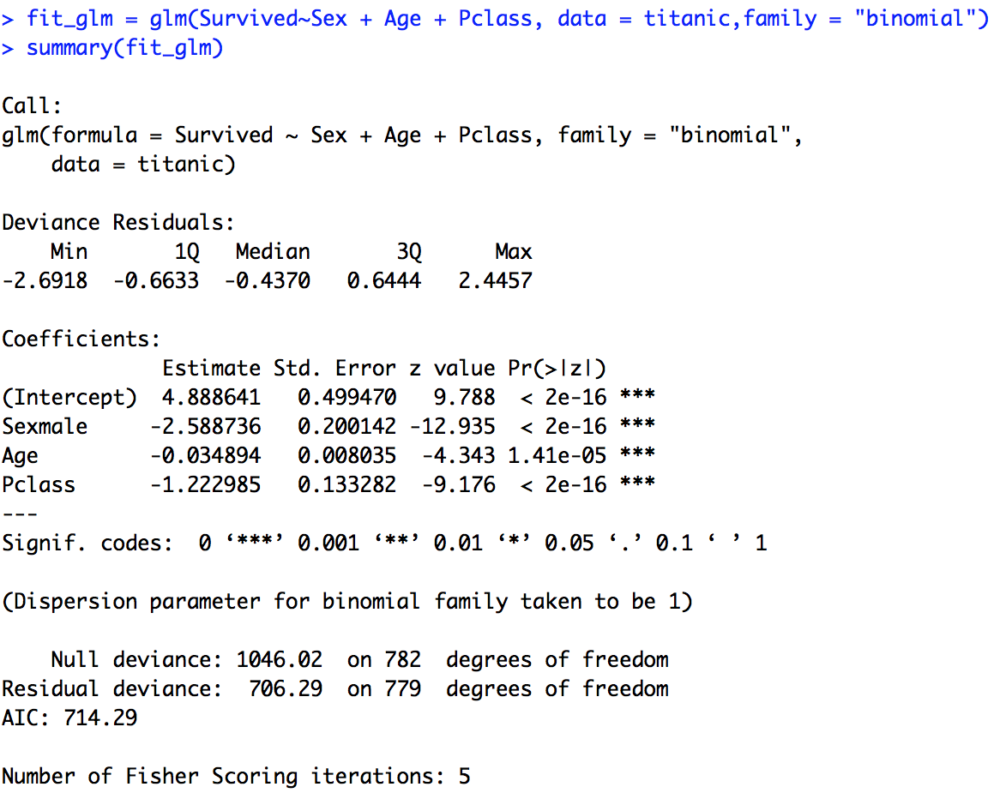 > fit_glm = glm(Survived~Sex + Age + Pclass, data = titanic,family = "binomial")
> summary(fit_glm)

Call:
glm(formula = Survived ~ Sex + Age + Pclass, family = "binomial",
    data = titanic)

Deviance Residuals:
    Min       1Q   Median       3Q      Max
-2.6918  -0.6633  -0.4370   0.6444   2.4457

Coefficients:
             Estimate Std. Error z value Pr(>|z|)
(Intercept)  4.888641   0.499470   9.788  < 2e-16 ***
Sexmale     -2.588736   0.200142 -12.935  < 2e-16 ***
Age         -0.034894   0.008035  -4.343 1.41e-05 ***
Pclass      -1.222985   0.133282  -9.176  < 2e-16 ***
---
Signif. codes:  0 ‘***’ 0.001 ‘**’ 0.01 ‘*’ 0.05 ‘.’ 0.1 ‘ ’ 1

(Dispersion parameter for binomial family taken to be 1)

    Null deviance: 1046.02  on 782  degrees of freedom
Residual deviance:  706.29  on 779  degrees of freedom
AIC: 714.29

Number of Fisher Scoring iterations: 5